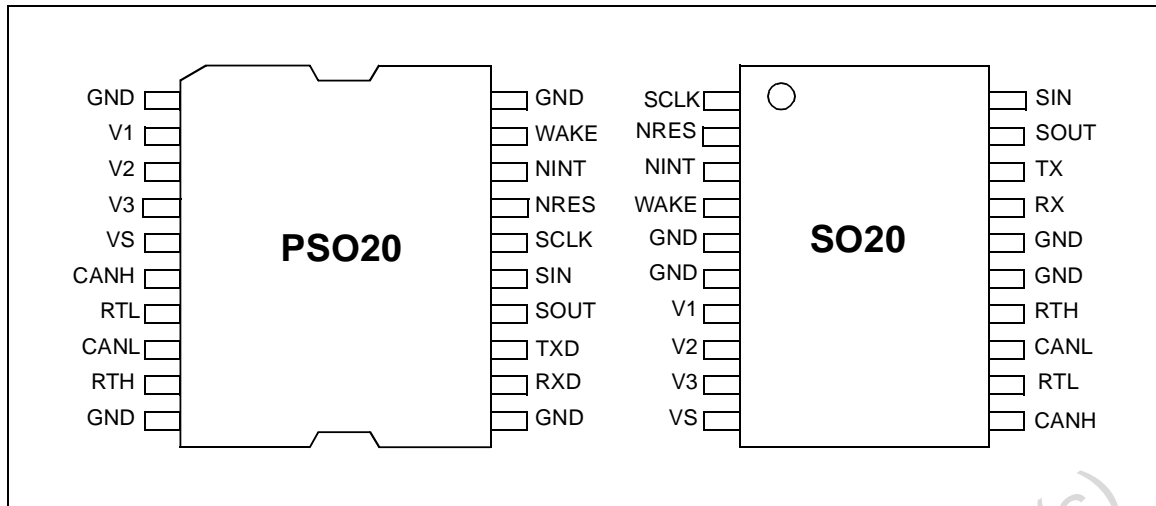 GND GND
V1 WAKE
V2 NINT
V3 NRES
VS SCLK
PSO20
CANH SIN
RTL SOUT
CANL TXD
RTH RXD
GND GND
SCLK SIN
NRES SOUT
NINT TX
WAKE RX
GND GND
SO20
GND GND
V1 RTH
V2 CANL
V3 RTL
VS CANH